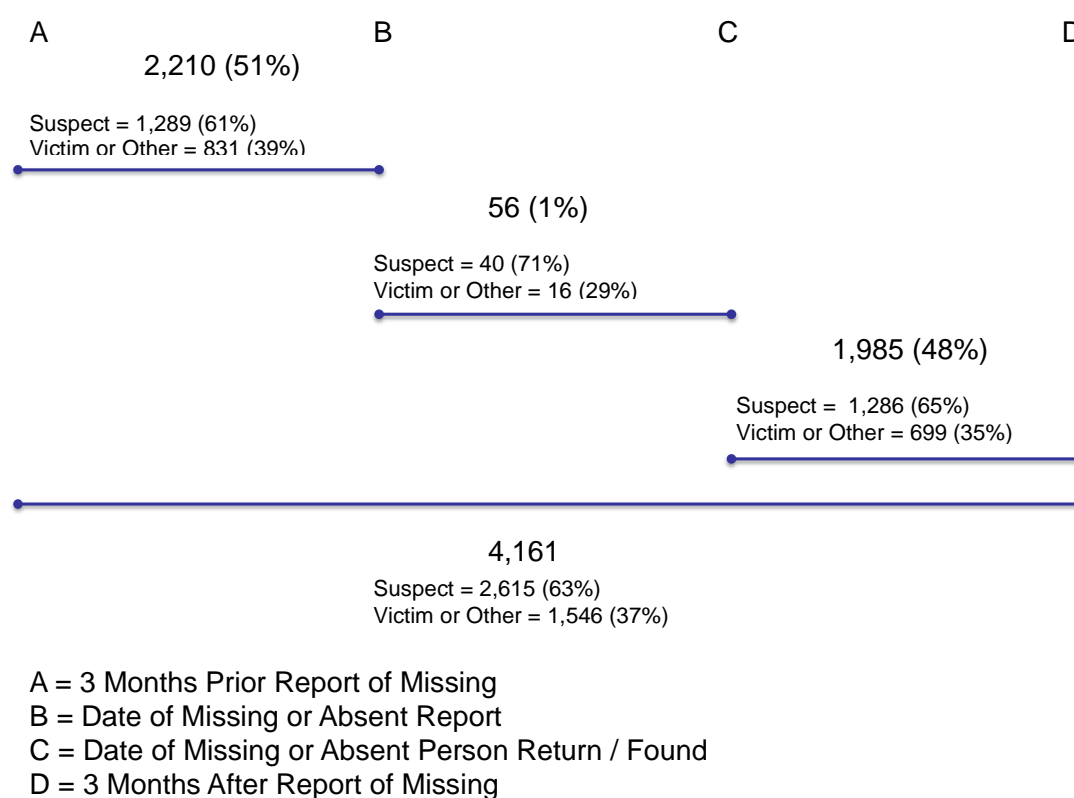 A B C D
2,210 (51%)
Suspect = 1,289 (61%)
Victim or Other = 831 (39%)
56 (1%)
Suspect = 40 (71%)
Victim or Other = 16 (29%)
1,985 (48%)
Suspect =  1,286 (65%)
Victim or Other = 699 (35%)
4,161
Suspect = 2,615 (63%)
Victim or Other = 1,546 (37%)
A = 3 Months Prior Report of Missing
B = Date of Missing or Absent Report
C = Date of Missing or Absent Person Return / Found
D = 3 Months After Report of Missing